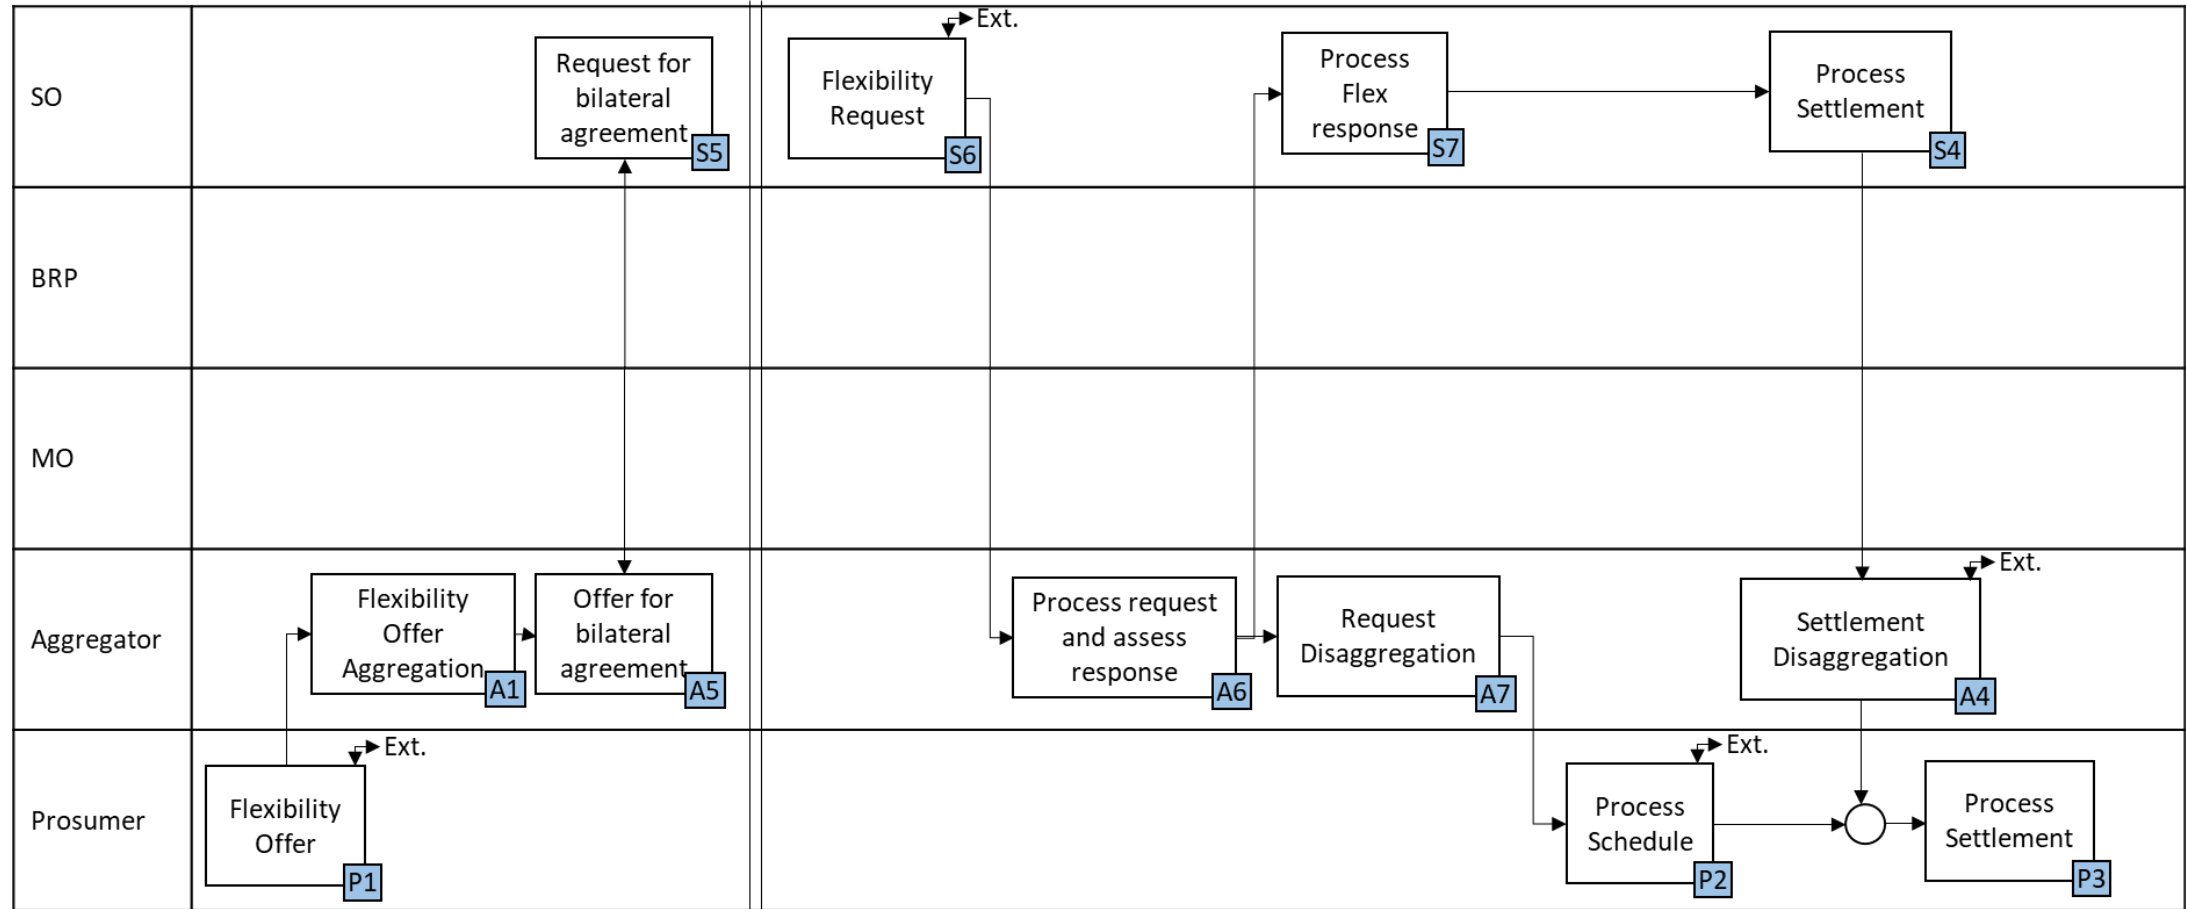 SO
Request for
bilateral
agreement
S5
Ext.
Flexibility
Request
S6
Process
Flex
response
S7
Process
Settlement
S4
BRP
MO
Aggregator
Flexibility
Offer
Aggregation
A1
Offer for
bilateral
agreement
A5
Process request
and assess
response
A6
Request
Disaggregation
A7
Ext.
Settlement
Disaggregation
A4
Prosumer
Ext.
Flexibility
Offer
P1
Ext.
Process
Schedule
P2
Process
Settlement
P3